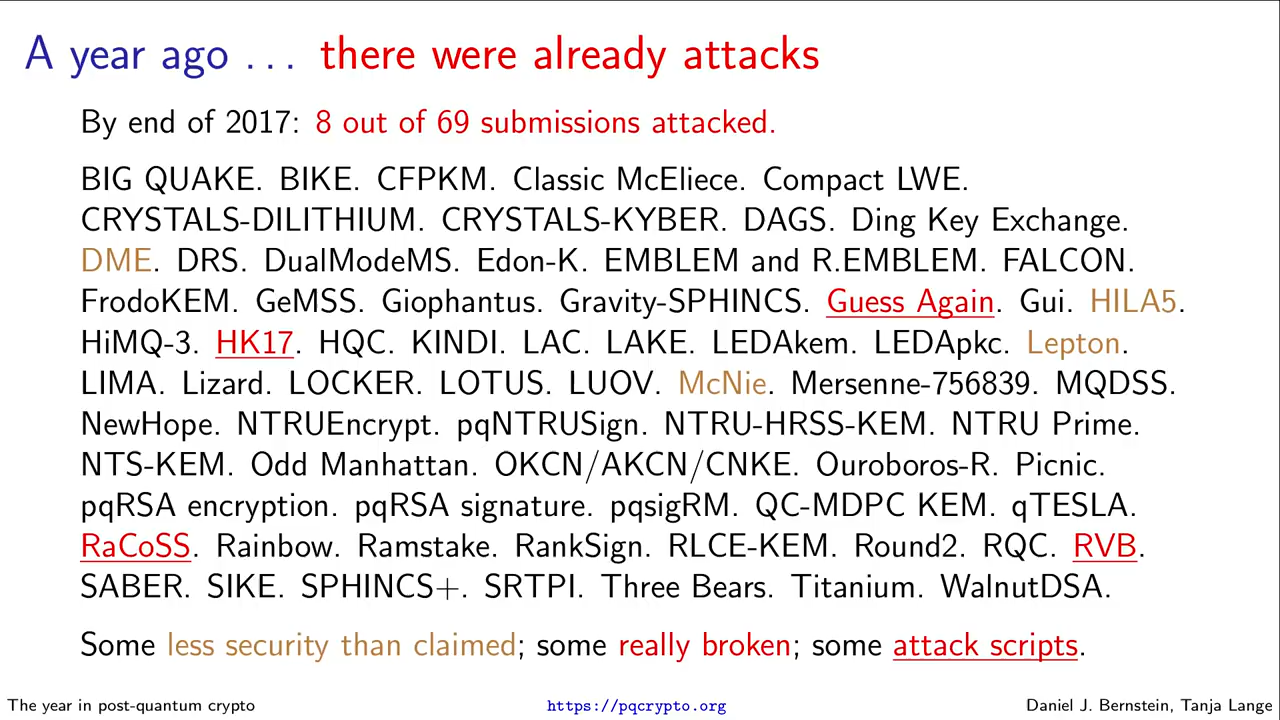 A year ago ... there were already attacks
By end of 2017: 8 out of 69 submissions attacked.
BIG QUAKE. BIKE. CFPKM. Classic McEliece. Compact LWE.
CRYSTALS-DILITHIUM. CRYSTALS-KYBER. DAGS. Ding Key Exchange.
DME. DRS. DualModeMS. Edon-K. EMBLEM and R.EMBLEM. FALCON.
FrodoKEM. GeMSS. Giophantus. Gravity-SPHINCS. Guess Again. Gui. HILA5.
HiMQ-3. HK17. HQC. KINDI. LAC. LAKE. LEDAkem. LEDApkc. Lepton.
LIMA. Lizard. LOCKER. LOTUS. LUOV. McNie. Mersenne-756839. MQDSS.
NewHope. NTRUEncrypt. pqNTRUSign. NTRU-HRSS-KEM. NTRU Prime.
NTS-KEM. Odd Manhattan. OKCN/AKCN/CNKE. Ouroboros-R. Picnic.
pqRSA encryption. pqRSA signature. pqsigRM. QC-MDPC KEM. qTESLA.
RaCoSS. Rainbow. Ramstake. RankSign. RLCE-KEM. Round2. RQC. RVB.
SABER. SIKE. SPHINCS+. SRTPI. Three Bears. Titanium. WalnutDSA.
Some less security than claimed; some really broken; some attack scripts.
The year in post-quantum crypto https://pqcrypto.org Daniel J. Bernstein, Tanja Lange